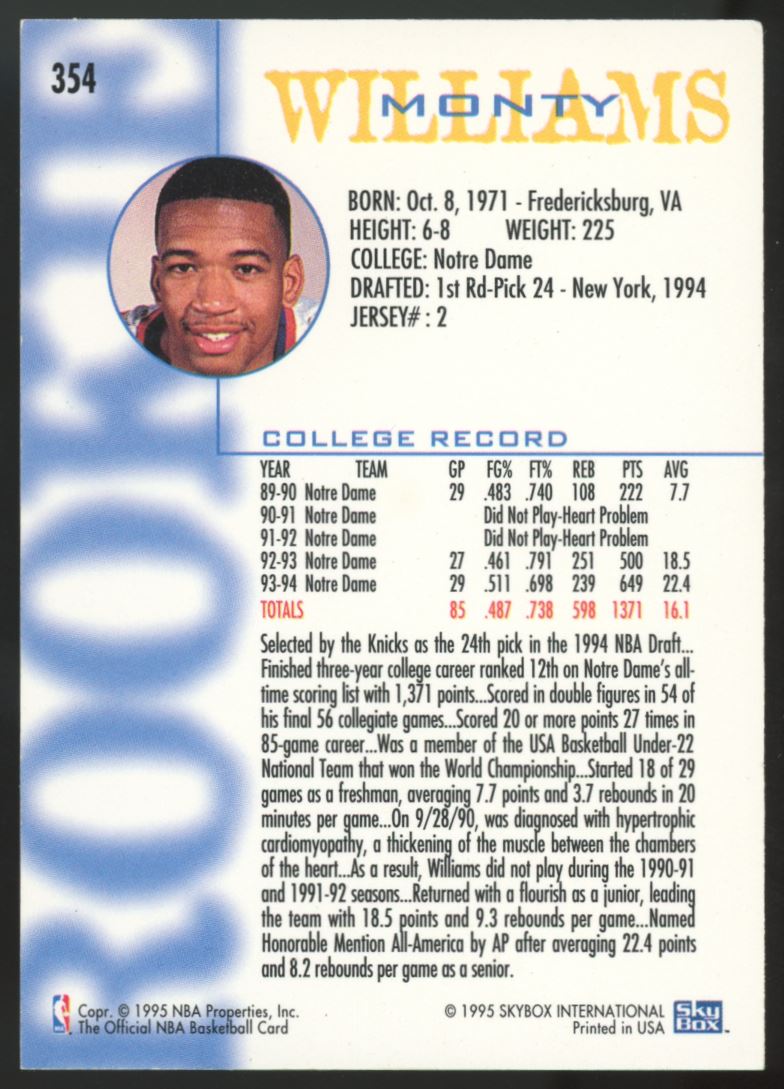 354
WILLIAMS
MONTY
ROOKIE
BORN: Oct. 8, 1971 - Fredericksburg, VA
HEIGHT: 6-8 WEIGHT: 225
COLLEGE: Notre Dame
DRAFTED: 1st Rd-Pick 24 - New York, 1994
JERSEY# : 2
COLLEGE RECORD
YEAR TEAM GP FG% FT% REB PTS AVG
89-90 Notre Dame 29 .483 .740 108 222 7.7
90-91 Notre Dame Did Not Play-Heart Problem
91-92 Notre Dame Did Not Play-Heart Problem
92-93 Notre Dame 27 .461 .791 251 500 18.5
93-94 Notre Dame 29 .511 .698 239 649 22.4
TOTALS 85 .487 .738 598 1371 16.1
Selected by the Knicks as the 24th pick in the 1994 NBA Draft...
Finished three-year college career ranked 12th on Notre Dame's all-
time scoring list with 1,371 points...Scored in double figures in 54 of
his final 56 collegiate games...Scored 20 or more points 27 times in
85-game career...Was a member of the USA Basketball Under-22
National Team that won the World Championship...Started 18 of 29
games as a freshman, averaging 7.7 points and 3.7 rebounds in 20
minutes per game...On 9/28/90, was diagnosed with hypertrophic
cardiomyopathy, a thickening of the muscle between the chambers
of the heart...As a result, Williams did not play during the 1990-91
and 1991-92 seasons...Returned with a flourish as a junior, leading
the team with 18.5 points and 9.3 rebounds per game...Named
Honorable Mention All-America by AP after averaging 22.4 points
and 8.2 rebounds per game as a senior.
NBA
Copr. © 1995 NBA Properties, Inc.
The Official NBA Basketball Card
© 1995 SKYBOX INTERNATIONAL
Printed in USA
Sky
Box